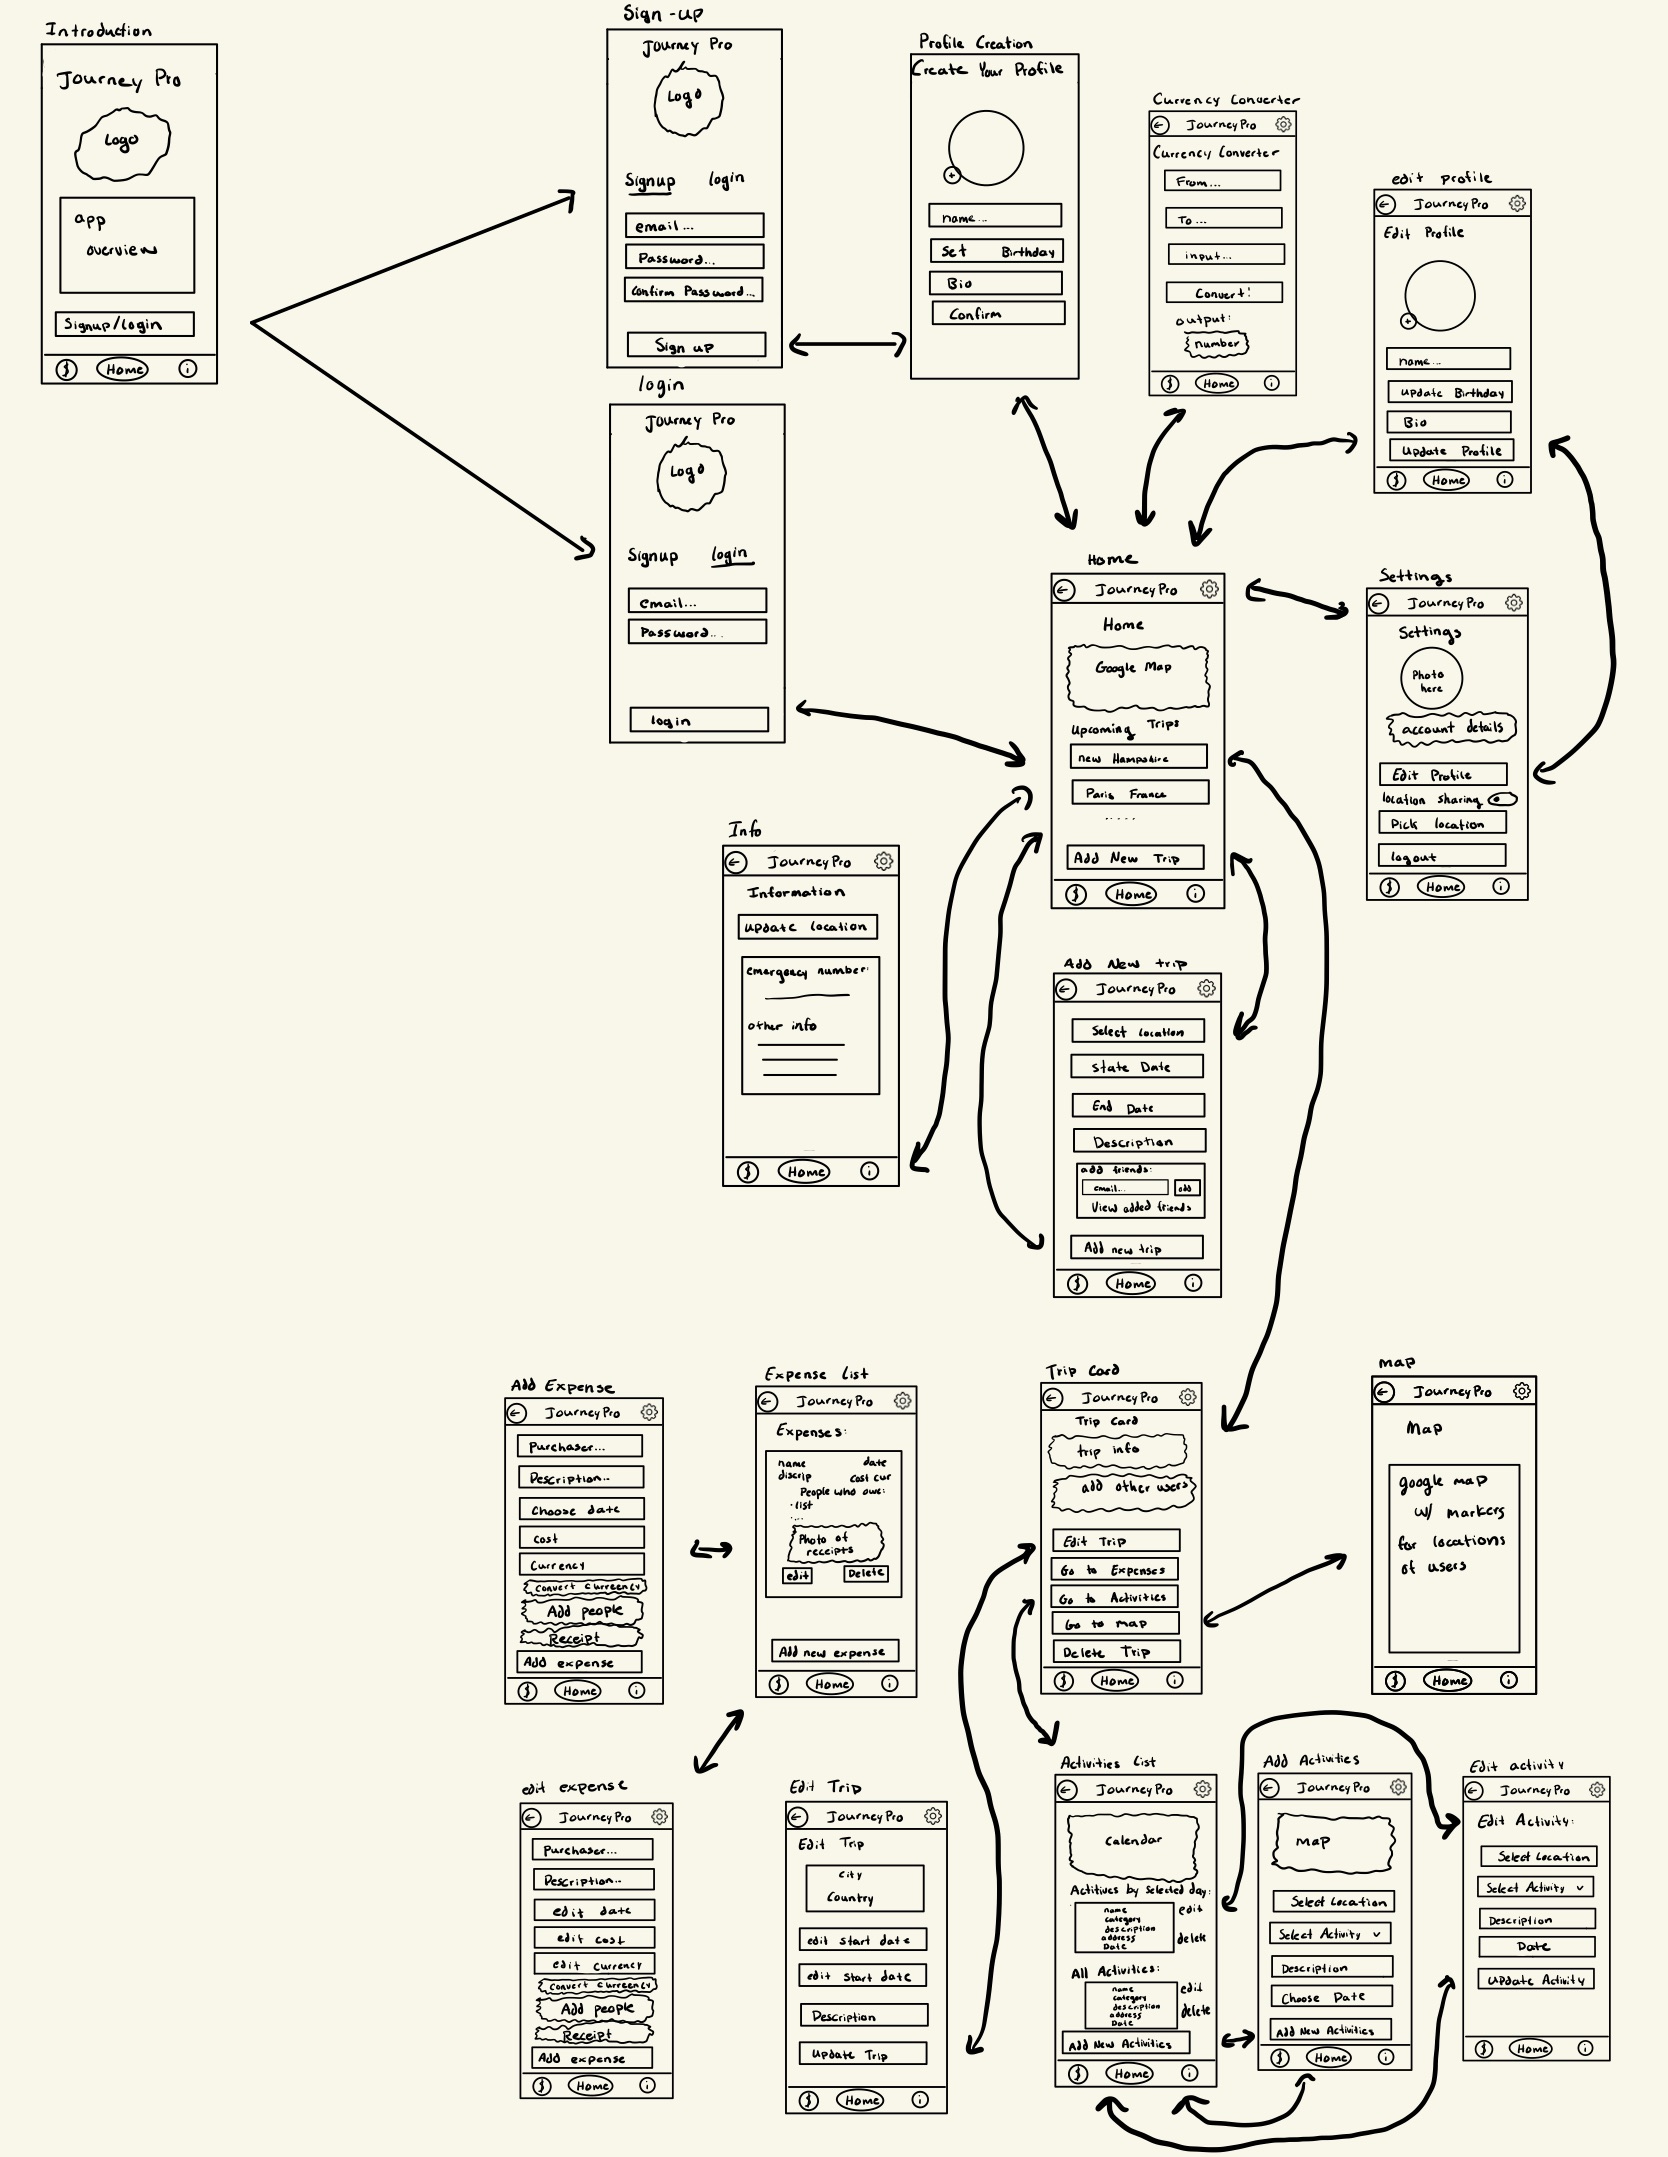 Introduction
Journey Pro
Logo
app
overview
Signup/login
$ Home i
Sign-up
Journey Pro
Logo
Signup login
email...
Password...
Confirm Password...
Sign up
login
Journey Pro
Logo
Signup login
email...
Password...
login
Profile Creation
Create Your Profile
+
name...
Set Birthday
Bio
Confirm
Currency Converter
← Journey Pro
Currency Converter
From...
To...
input...
Convert!
output:
number
$ Home i
edit profile
← Journey Pro
Edit Profile
+
name...
update Birthday
Bio
update Profile
$ Home i
Home
← Journey Pro
Home
Google Map
Upcoming Trips
new Hampshire
Paris France
.....
Add New Trip
$ Home i
Settings
← Journey Pro
Settings
Photo
here
account details
Edit Profile
location sharing
Pick location
logout
$ Home i
Info
← Journey Pro
Information
update location
emergency number:
other info
$ Home i
Add New trip
← Journey Pro
Select location
State Date
End Date
Description
add friends:
email... add
View added friends
Add new trip
$ Home i
Add Expense
← Journey Pro
Purchaser...
Description...
Choose date
cost
Currency
Convert Curreency
Add people
Receipt
Add expense
$ Home i
Expense List
← Journey Pro
Expenses:
name date
discrip cost cur
People who owe:
·list
·...
Photo of
receipts
edit Delete
Add new expense
$ Home i
Trip Card
← Journey Pro
Trip Card
trip info
add other users
Edit Trip
Go to Expenses
Go to Activities
Go to map
Delete Trip
$ Home i
map
← Journey Pro
Map
google map
w/ markers
for locations
of users
$ Home i
edit expense
← Journey Pro
Purchaser...
Description...
edit date
edit cost
edit currency
Convert Curreency
Add people
Receipt
Add expense
$ Home i
Edit Trip
← Journey Pro
Edit Trip
City
Country
edit start date
edit start date
Description
update Trip
$ Home i
Activities List
← Journey Pro
Calendar
Actitives by selected day:
name
category
description
address
Date
edit
delete
All Activities:
name
category
description
address
Date
edit
delete
Add New Activities
$ Home i
Add Activities
← Journey Pro
map
Select Location
Select Activity ∨
Description
Choose Date
Add New Activities
$ Home i
Edit activity
← Journey Pro
Edit Activity:
Select Location
Select Activity ∨
Description
Date
update Activity
$ Home i